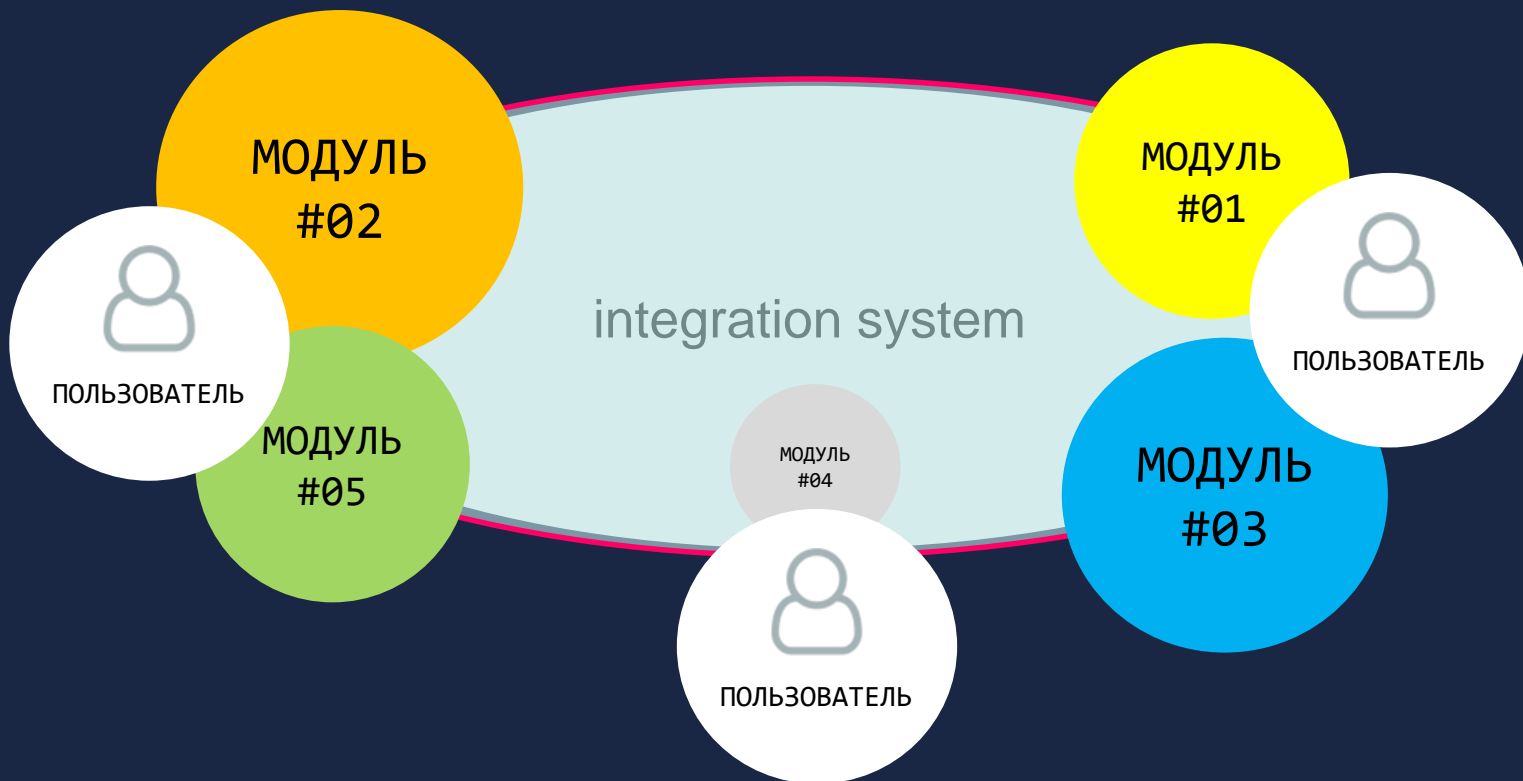 МОДУЛЬ
#02
МОДУЛЬ
#01
integration system
ПОЛЬЗОВАТЕЛЬ
ПОЛЬЗОВАТЕЛЬ
МОДУЛЬ
#05
МОДУЛЬ
#04
МОДУЛЬ
#03
ПОЛЬЗОВАТЕЛЬ